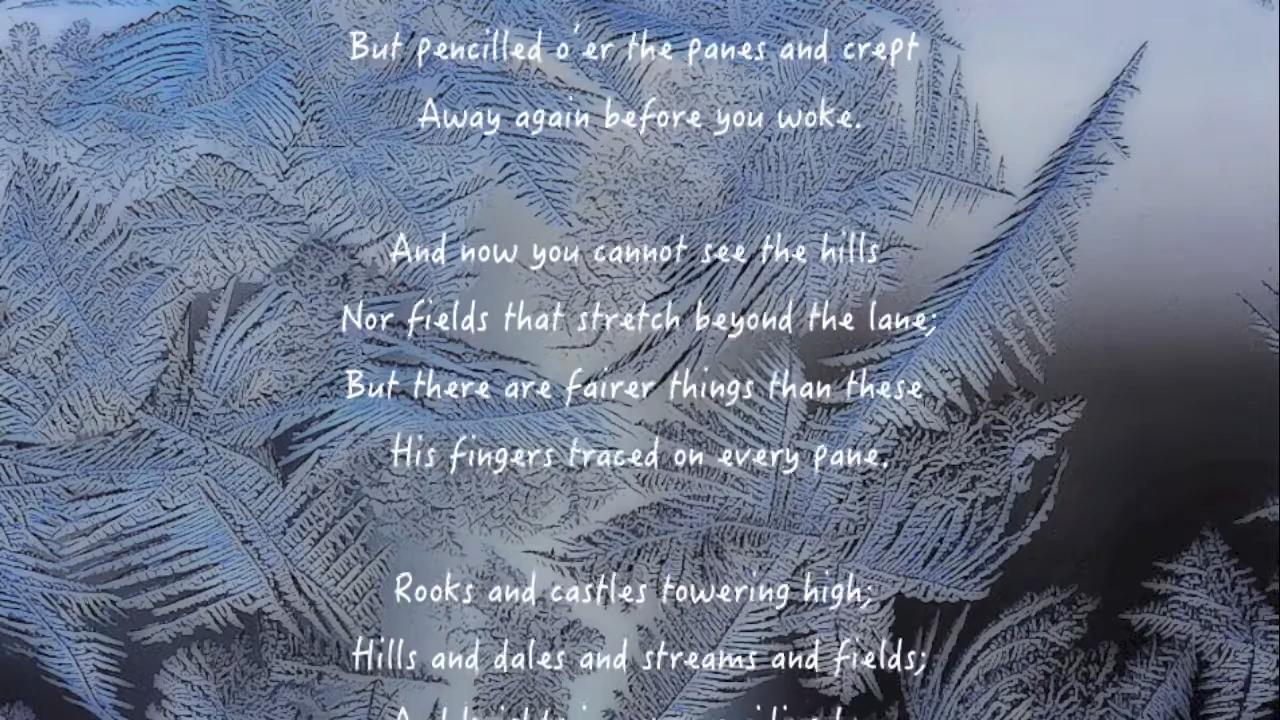 But pencilled o'er the panes and crept
Away again before you woke.
And now you cannot see the hills
Nor fields that stretch beyond the lane;
But there are fairer things than these
His fingers traced on every pane.
Rooks and castles towering high;
Hills and dales and streams and fields;